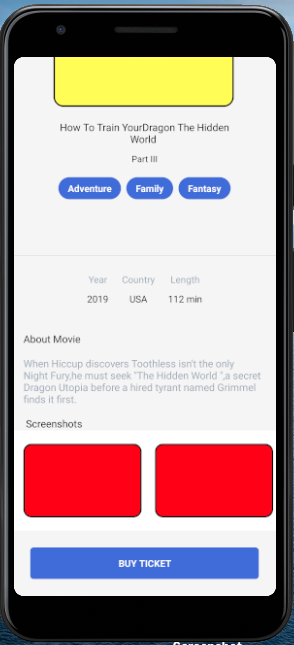 How To Train YourDragon The Hidden
World
Part III
Adventure Family Fantasy
Year Country Length
2019 USA 112 min
About Movie
When Hiccup discovers Toothless isn't the only
Night Fury,he must seek "The Hidden World ",a secret
Dragon Utopia before a hired tyrant named Grimmel
finds it first.
Screenshots
BUY TICKET
Screenshot